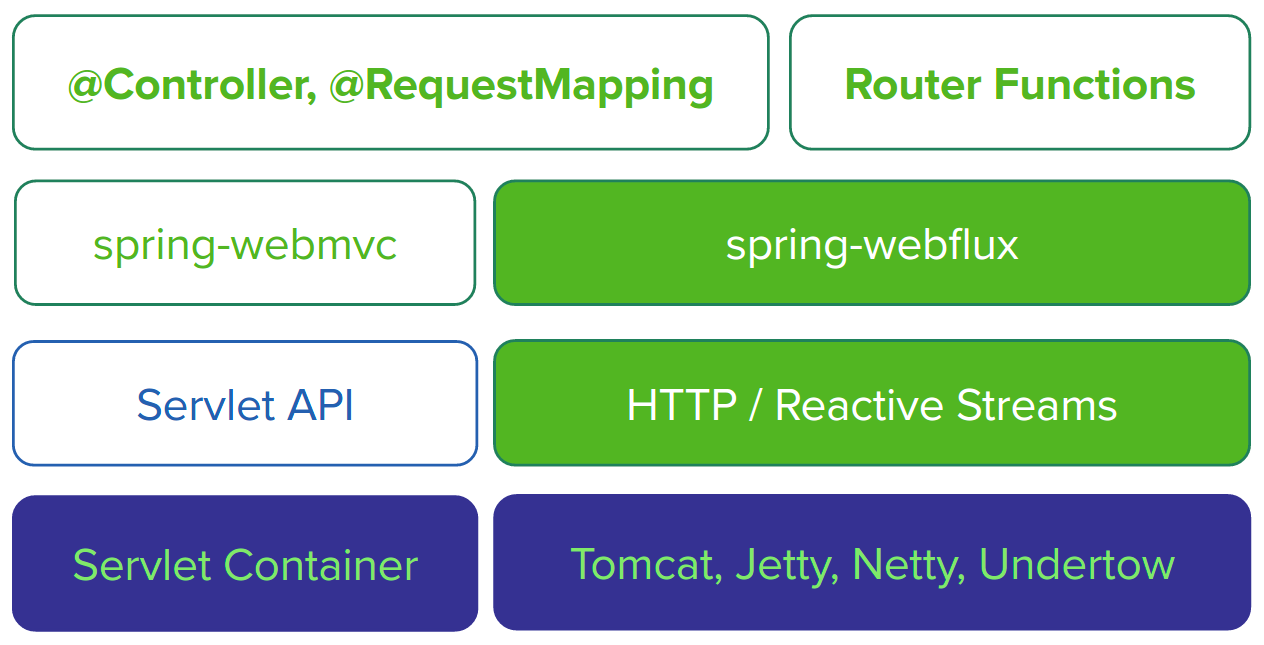 @Controller, @RequestMapping
Router Functions
spring-webmvc
spring-webflux
Servlet API
HTTP / Reactive Streams
Servlet Container
Tomcat, Jetty, Netty, Undertow